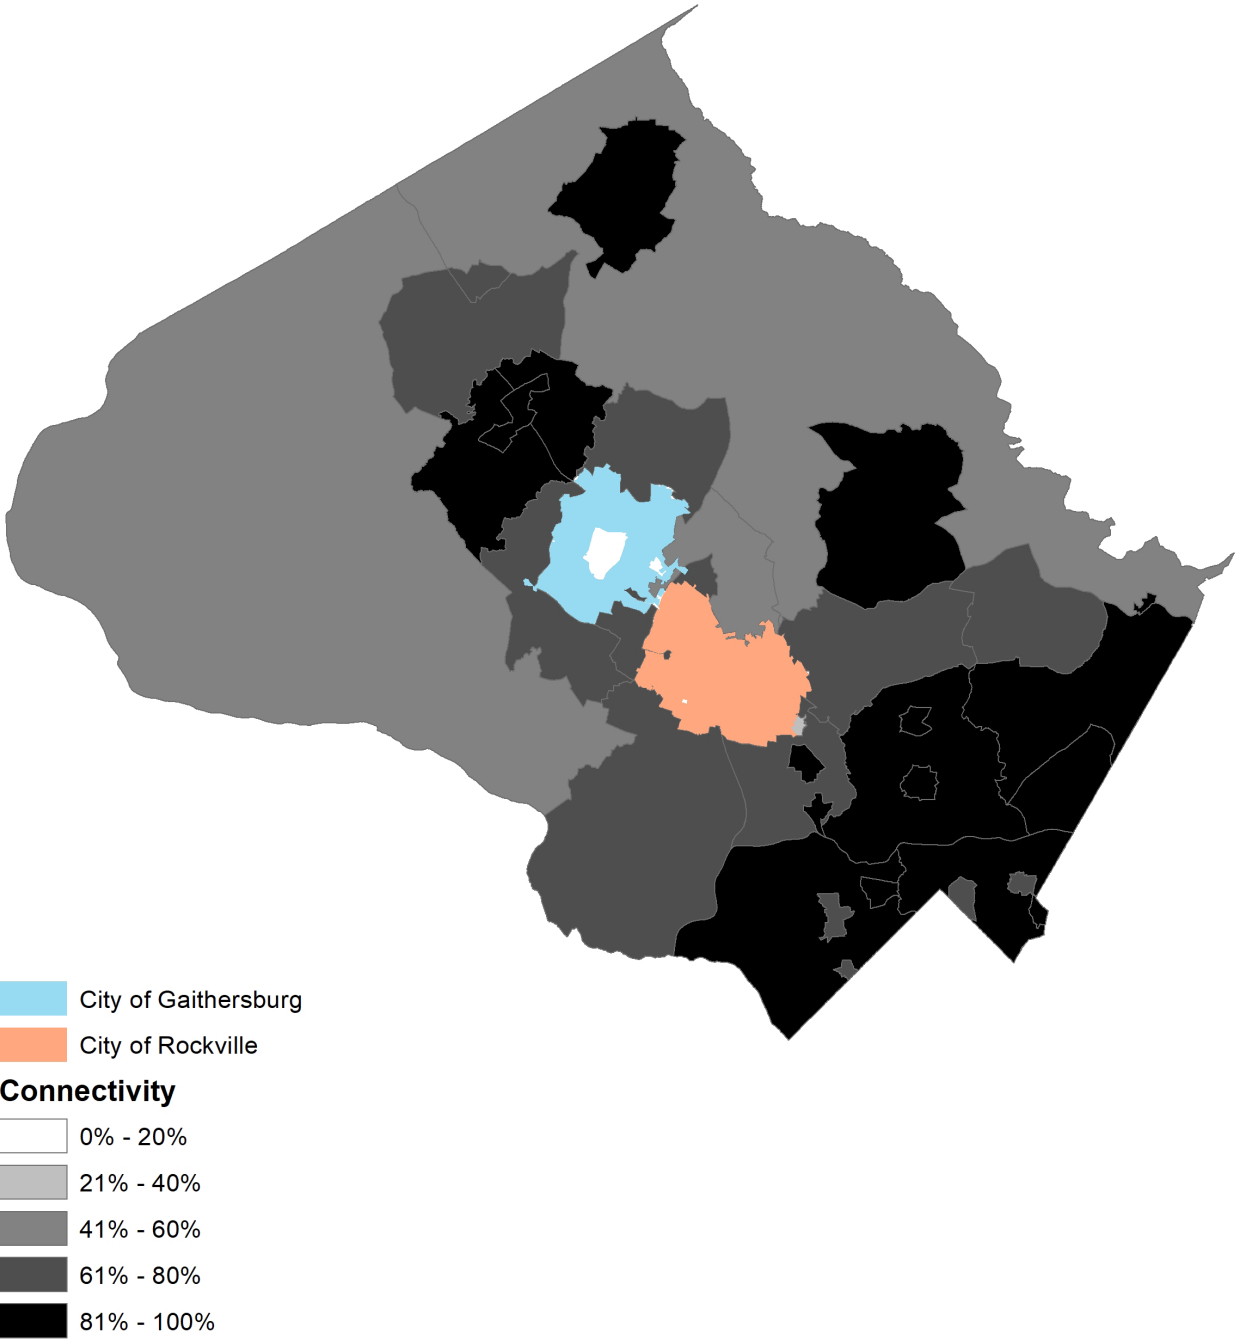 City of Gaithersburg
City of Rockville
Connectivity
0% - 20%
21% - 40%
41% - 60%
61% - 80%
81% - 100%